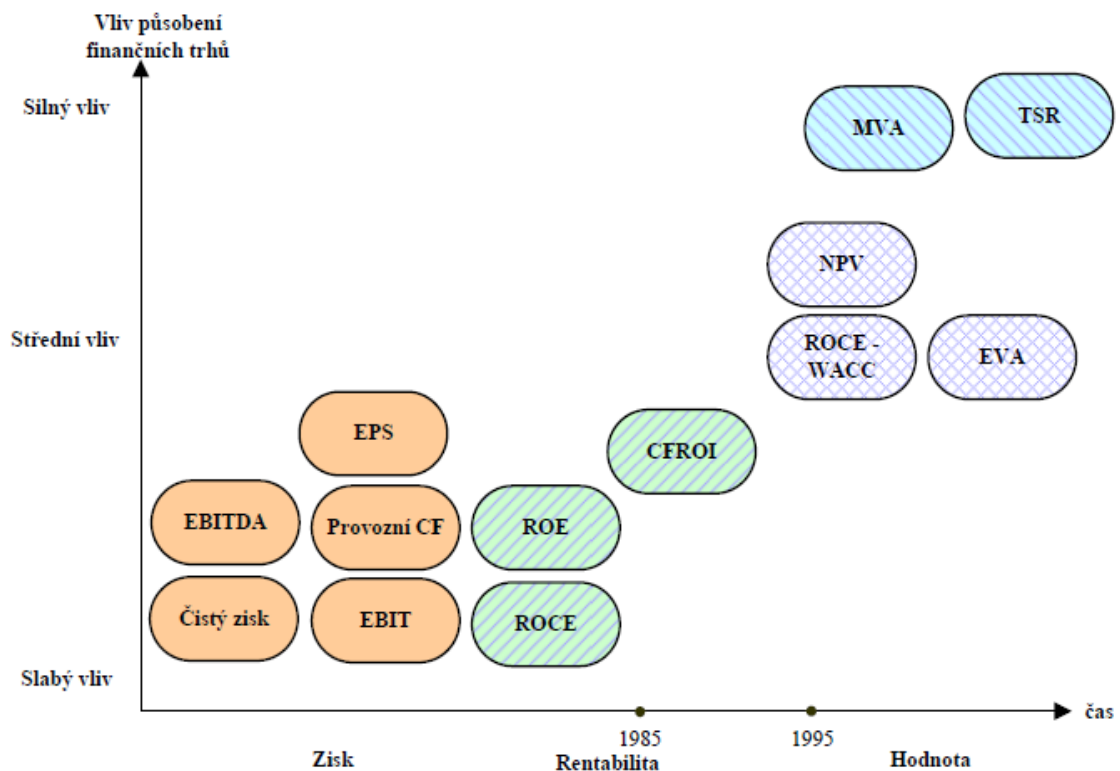 Vliv působení
finančních trhů
Silný vliv
MVA
TSR
NPV
Střední vliv
ROCE -
WACC
EVA
EPS
CFROI
EBITDA
Provozní CF
ROE
Čistý zisk
EBIT
ROCE
Slabý vliv
čas
1985
1995
Zisk
Rentabilita
Hodnota